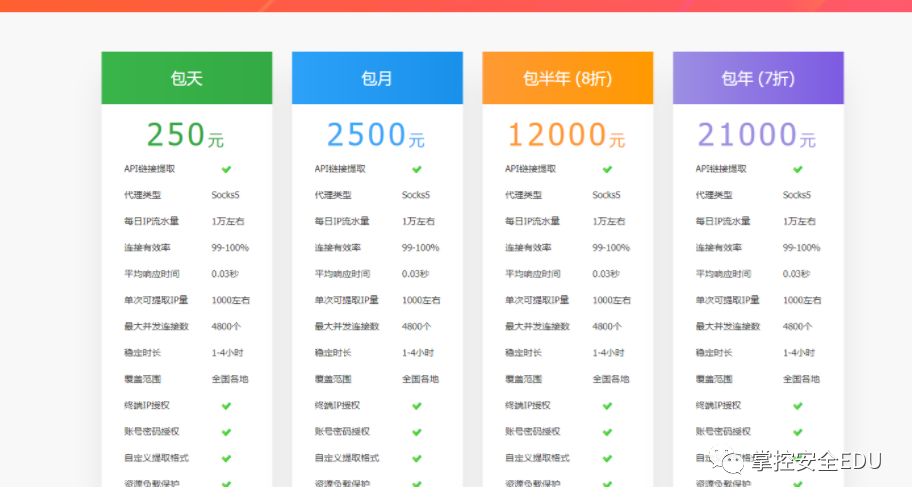 包天
250元
API链接提取
代理类型 Socks5
每日IP流水量 1万左右
连接有效率 99-100%
平均响应时间 0.03秒
单次可提取IP量 1000左右
最大并发连接数 4800个
稳定时长 1-4小时
覆盖范围 全国各地
终端IP授权
账号密码授权
自定义提取格式
资源负载保护
包月
2500元
API链接提取
代理类型 Socks5
每日IP流水量 1万左右
连接有效率 99-100%
平均响应时间 0.03秒
单次可提取IP量 1000左右
最大并发连接数 4800个
稳定时长 1-4小时
覆盖范围 全国各地
终端IP授权
账号密码授权
自定义提取格式
资源负载保护
包半年 (8折)
12000元
API链接提取
代理类型 Socks5
每日IP流水量 1万左右
连接有效率 99-100%
平均响应时间 0.03秒
单次可提取IP量 1000左右
最大并发连接数 4800个
稳定时长 1-4小时
覆盖范围 全国各地
终端IP授权
账号密码授权
自定义提取格式
资源负载保护
包年 (7折)
21000元
API链接提取
代理类型 Socks5
每日IP流水量 1万左右
连接有效率 99-100%
平均响应时间 0.03秒
单次可提取IP量 1000左右
最大并发连接数 4800个
稳定时长 1-4小时
覆盖范围 全国各地
终端IP授权
账号密码授权
自定义提取格式
资源负载保护
掌控安全EDU